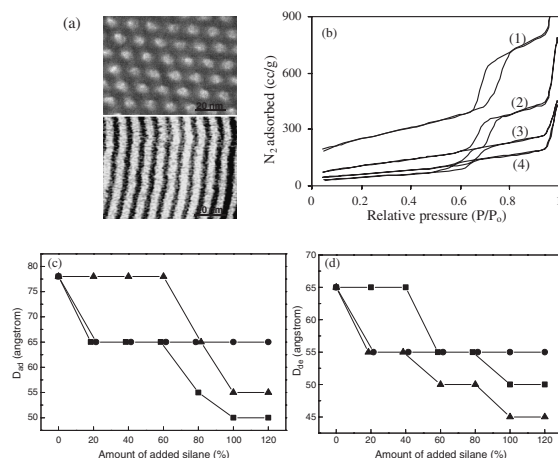 (a)
20 nm
20 nm
(b)
N2 adsorbed (cc/g)
900
600
300
0
(1)
(2)
(3)
(4)
0 0.2 0.4 0.6 0.8 1
Relative pressure (P/Po)
(c)
Dad (angstrom)
80
75
70
65
60
55
50
0 20 40 60 80 100 120
Amount of added silane (%)
(d)
Dde (angstrom)
70
65
60
55
50
45
0 20 40 60 80 100 120
Amount of added silane (%)